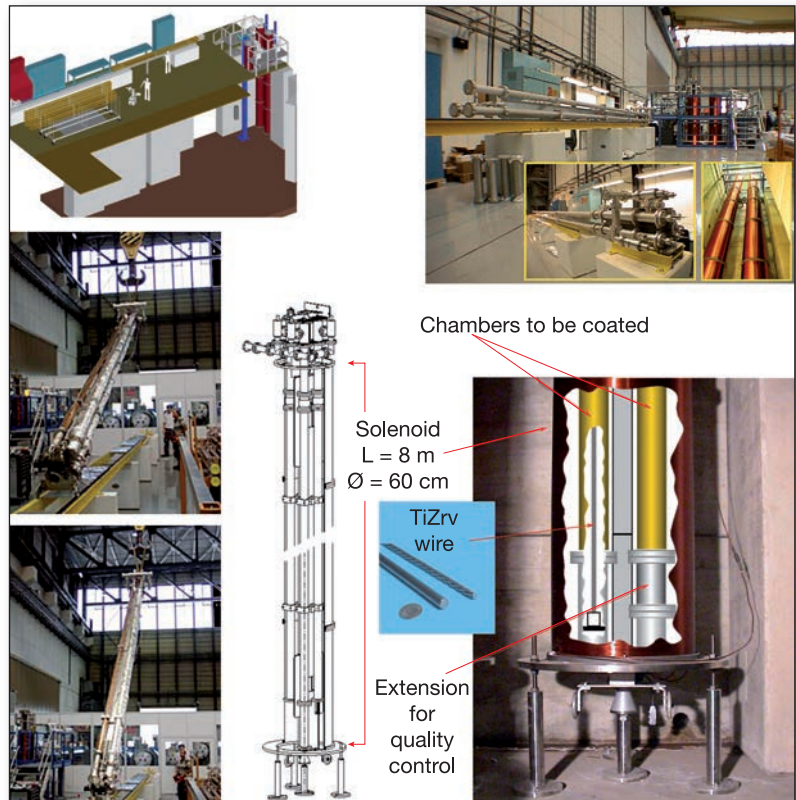 Chambers to be coated
Solenoid
L = 8 m
Ø = 60 cm
TiZrv
wire
Extension
for
quality
control